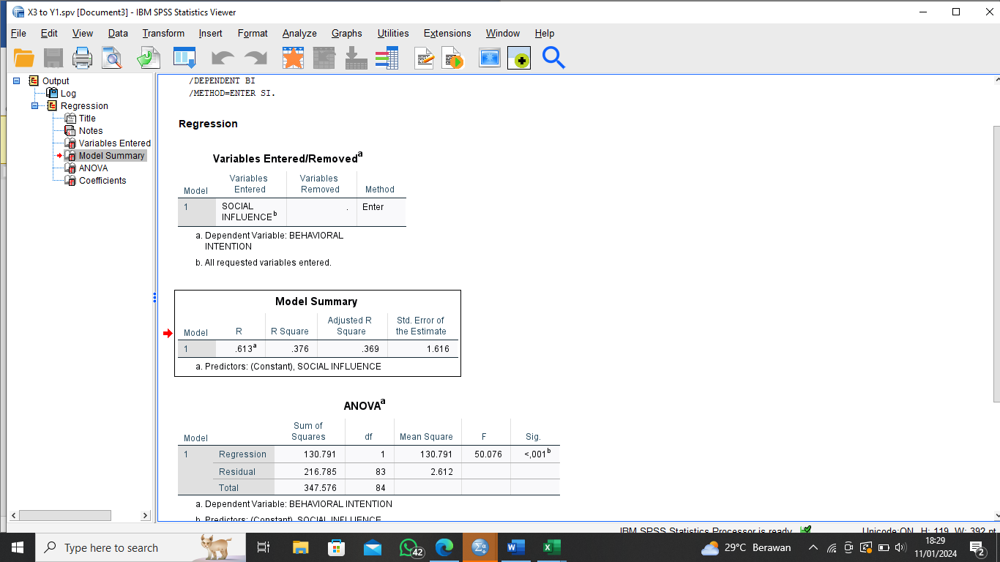 X3 to Y1.spv [Document3] - IBM SPSS Statistics Viewer
File Edit View Data Transform Insert Format Analyze Graphs Utilities Extensions Window Help
Output
Log
Regression
Title
Notes
Variables Entered
Model Summary
ANOVA
Coefficients
/DEPENDENT BI
/METHOD=ENTER SI.
Regression
Variables Entered/Removedᵃ
Variables Variables
Model Entered Removed Method
1 SOCIAL . Enter
INFLUENCEᵇ
a. Dependent Variable: BEHAVIORAL
INTENTION
b. All requested variables entered.
Model Summary
Adjusted R Std. Error of
Model R R Square Square the Estimate
1 .613ᵃ .376 .369 1.616
a. Predictors: (Constant), SOCIAL INFLUENCE
ANOVAᵃ
Sum of
Model Squares df Mean Square F Sig.
1 Regression 130.791 1 130.791 50.076 <,001ᵇ
Residual 216.785 83 2.612
Total 347.576 84
a. Dependent Variable: BEHAVIORAL INTENTION
b. Predictors: (Constant), SOCIAL INFLUENCE
IBM SPSS Statistics Processor is ready Unicode:ON H: 119, W: 392 pt
Type here to search 42 29°C Berawan 18:29
11/01/2024 2